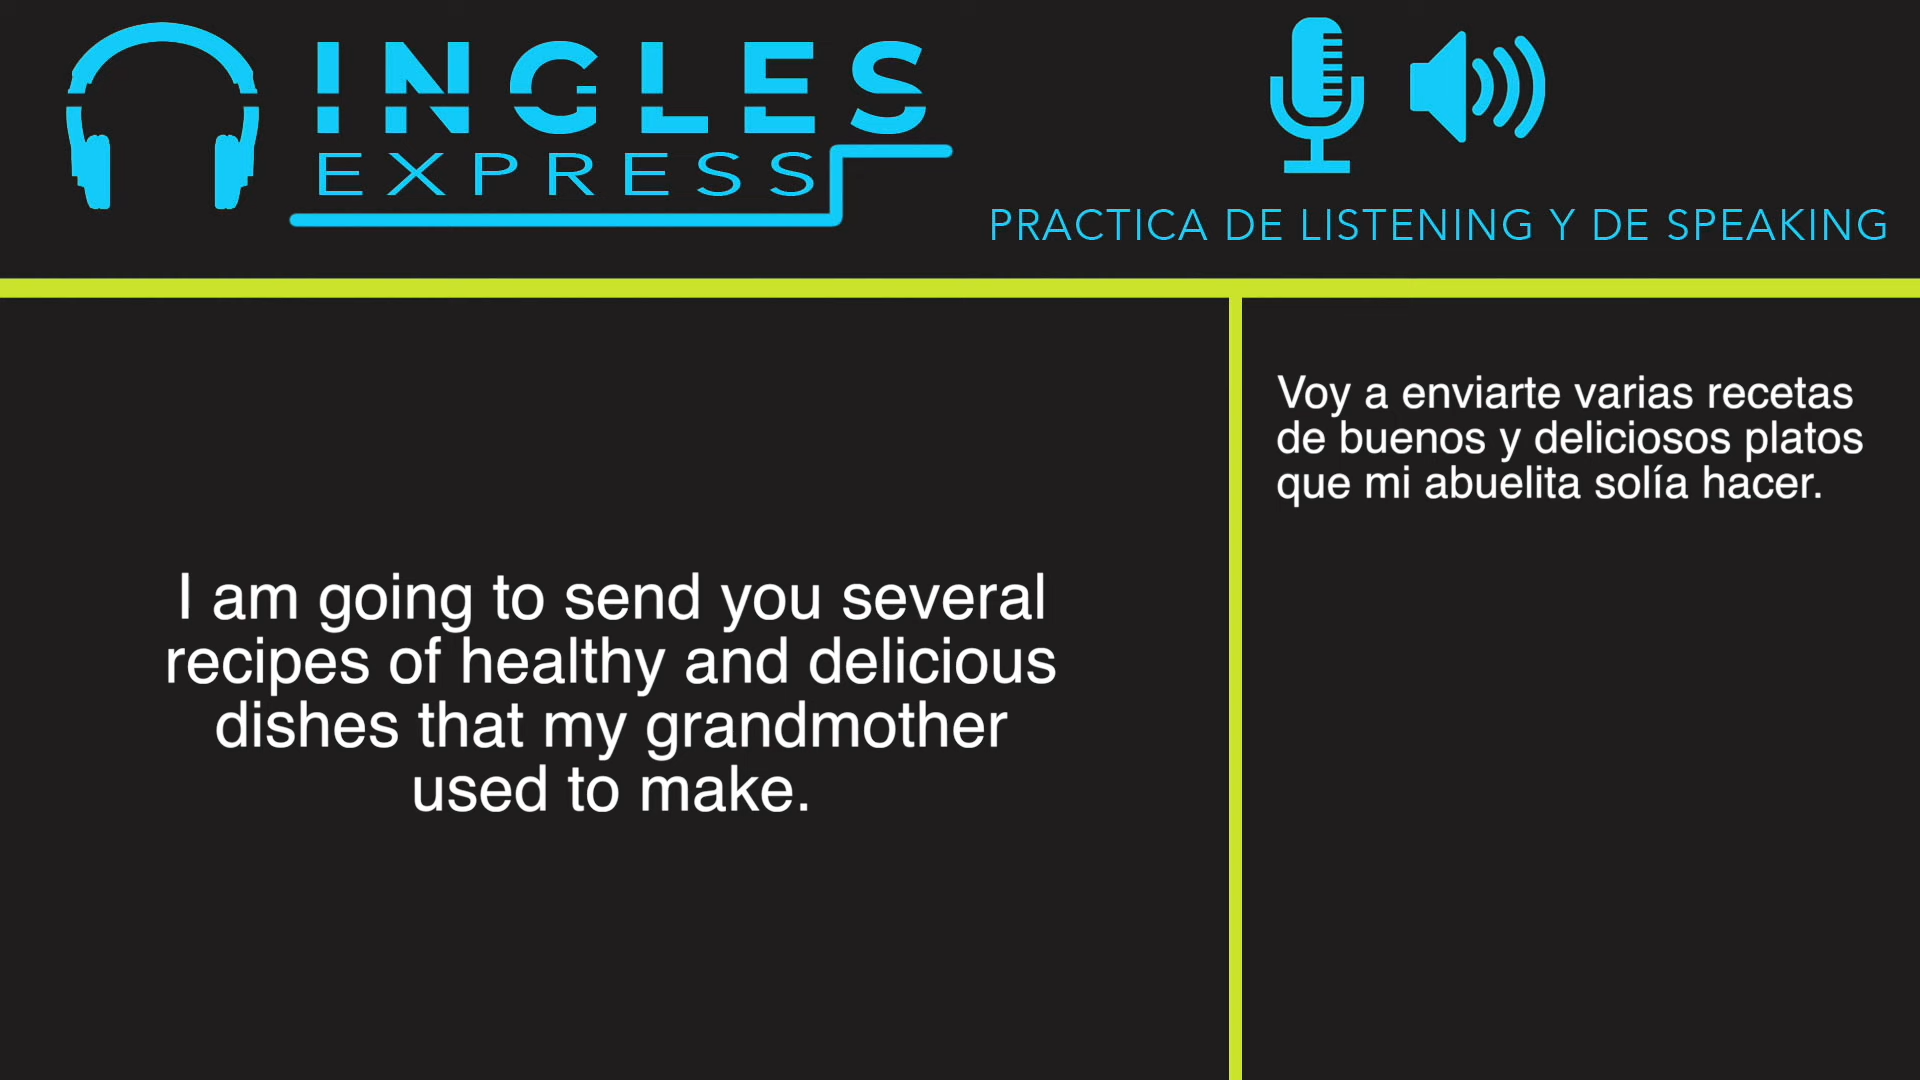 INGLES
EXPRESS
PRACTICA DE LISTENING Y DE SPEAKING
I am going to send you several
recipes of healthy and delicious
dishes that my grandmother
used to make.
Voy a enviarte varias recetas
de buenos y deliciosos platos
que mi abuelita solía hacer.